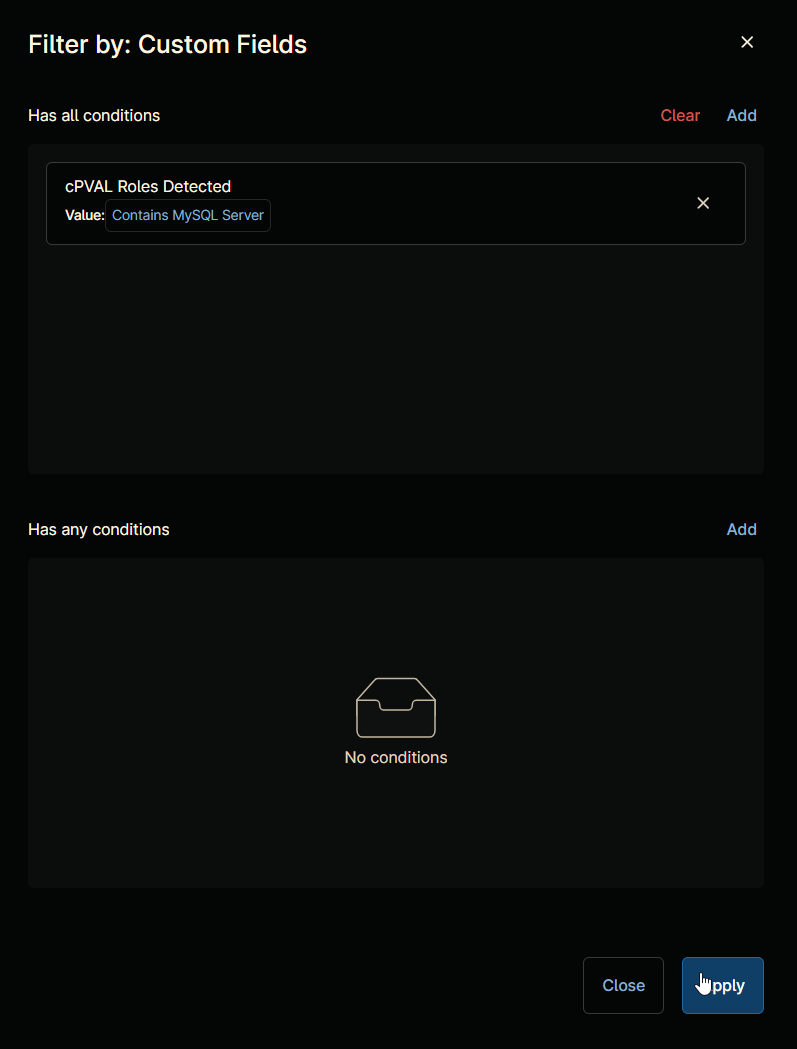 Filter by: Custom Fields
Has all conditions
Clear
Add
cPVAL Roles Detected
Value: Contains MySQL Server
Has any conditions
Add
No conditions
Close
pply